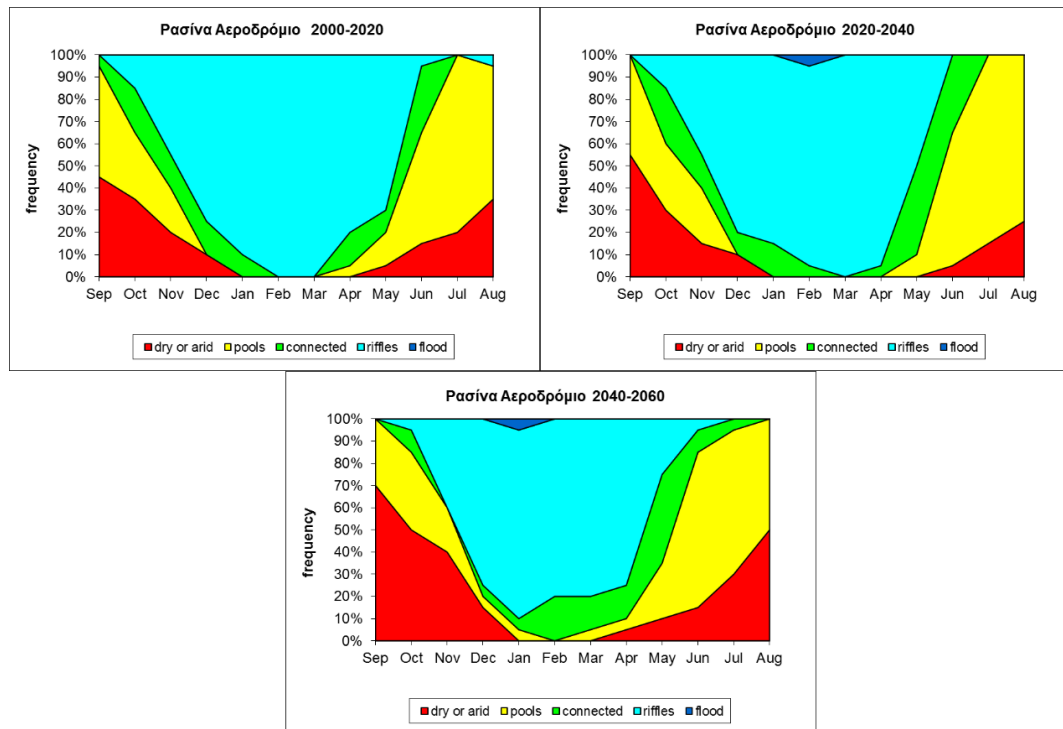 Ρασίνα Αεροδρόμιο 2000-2020
100%
90%
80%
70%
60%
50%
40%
30%
20%
10%
0%
frequency
Sep Oct Nov Dec Jan Feb Mar Apr May Jun Jul Aug
dry or arid pools connected riffles flood
Ρασίνα Αεροδρόμιο 2020-2040
100%
90%
80%
70%
60%
50%
40%
30%
20%
10%
0%
frequency
Sep Oct Nov Dec Jan Feb Mar Apr May Jun Jul Aug
dry or arid pools connected riffles flood
Ρασίνα Αεροδρόμιο 2040-2060
100%
90%
80%
70%
60%
50%
40%
30%
20%
10%
0%
frequency
Sep Oct Nov Dec Jan Feb Mar Apr May Jun Jul Aug
dry or arid pools connected riffles flood